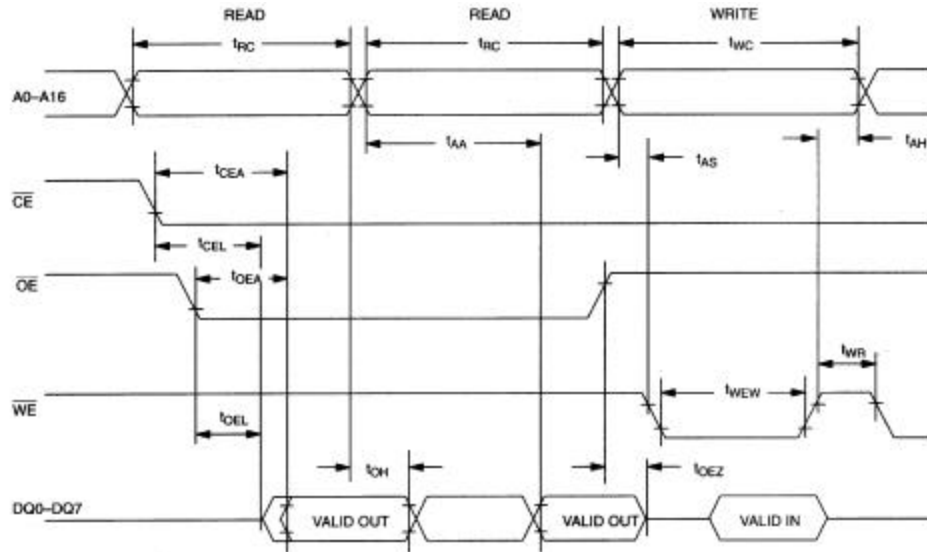 READ READ WRITE
tRC tRC tWC
A0–A16
tAA tAS tAH
tCEA
CE
tCEL
OE tOEA
tWR
WE tWEW
tOEL
tOH tOEZ
DQ0–DQ7 VALID OUT VALID OUT VALID IN